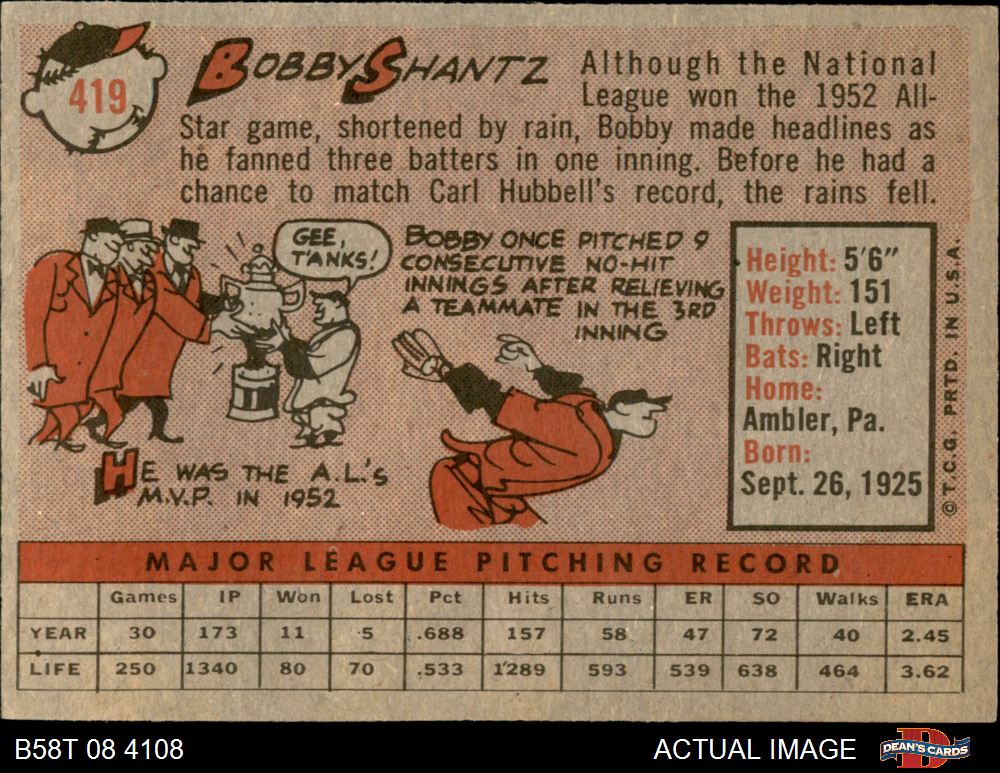 419
BOBBY SHANTZ
Although the National
League won the 1952 All-
Star game, shortened by rain, Bobby made headlines as
he fanned three batters in one inning. Before he had a
chance to match Carl Hubbell's record, the rains fell.
GEE,
T'ANKS!
HE WAS THE A.L.'s
M.V.P. IN 1952
BOBBY ONCE PITCHED 9
CONSECUTIVE NO-HIT
INNINGS AFTER RELIEVING
A TEAMMATE IN THE 3RD
INNING
Height: 5'6"
Weight: 151
Throws: Left
Bats: Right
Home:
Ambler, Pa.
Born:
Sept. 26, 1925
© T.C.G. PRTD. IN U.S.A.
MAJOR LEAGUE PITCHING RECORD
Games IP Won Lost Pct Hits Runs ER SO Walks ERA
YEAR 30 173 11 5 .688 157 58 47 72 40 2.45
LIFE 250 1340 80 70 .533 1289 593 539 638 464 3.62
B58T 08 4108 ACTUAL IMAGE DEAN'S CARDS